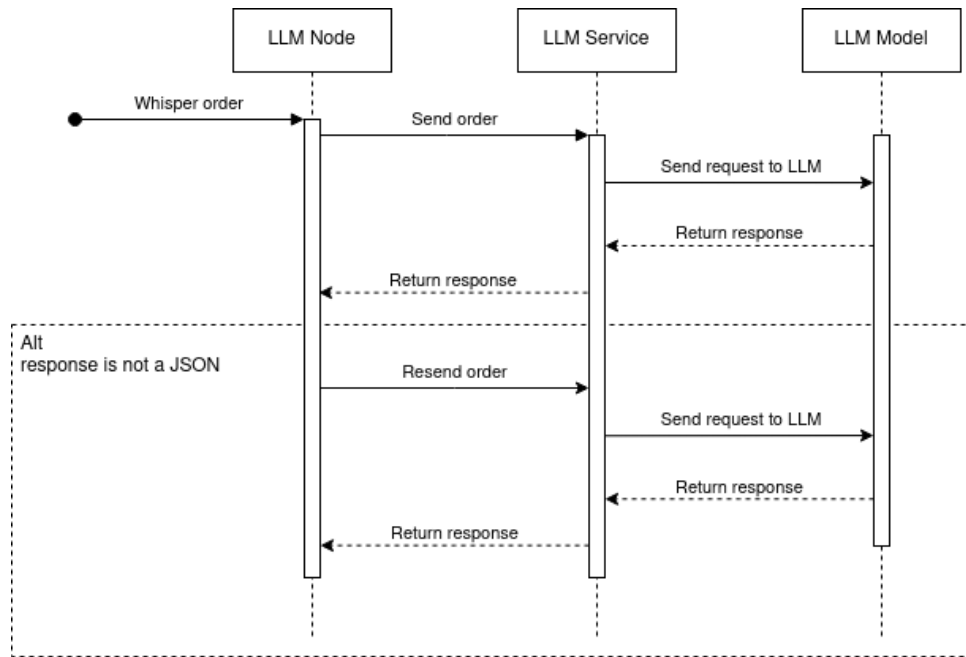 LLM Node
LLM Service
LLM Model
Whisper order
Send order
Send request to LLM
Return response
Return response
Alt
response is not a JSON
Resend order
Send request to LLM
Return response
Return response